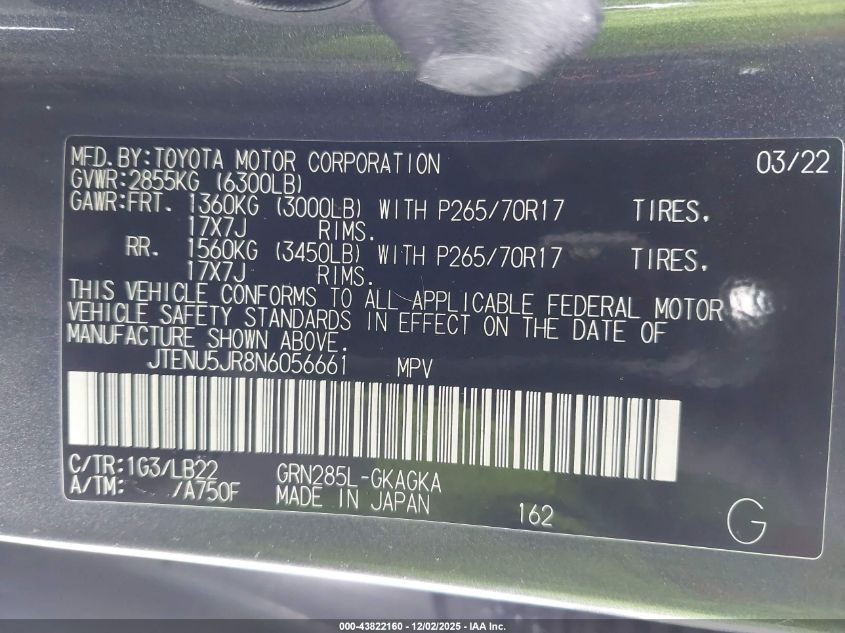 MFD.BY:TOYOTA MOTOR CORPORATION 03/22
GVWR:2855KG (6300LB)
GAWR:FRT. 1360KG (3000LB) WITH P265/70R17 TIRES,
17X7J RIMS.
RR. 1560KG (3450LB) WITH P265/70R17 TIRES,
17X7J RIMS.
THIS VEHICLE CONFORMS TO ALL APPLICABLE FEDERAL MOTOR
VEHICLE SAFETY STANDARDS IN EFFECT ON THE DATE OF
MANUFACTURE SHOWN ABOVE.
JTENU5JR8N6056661 MPV
C/TR:1G3/LB22 GRN285L-GKAGKA
A/TM: /A750F MADE IN JAPAN
162
G
000-43822160 - 12/02/2025 - IAA Inc.